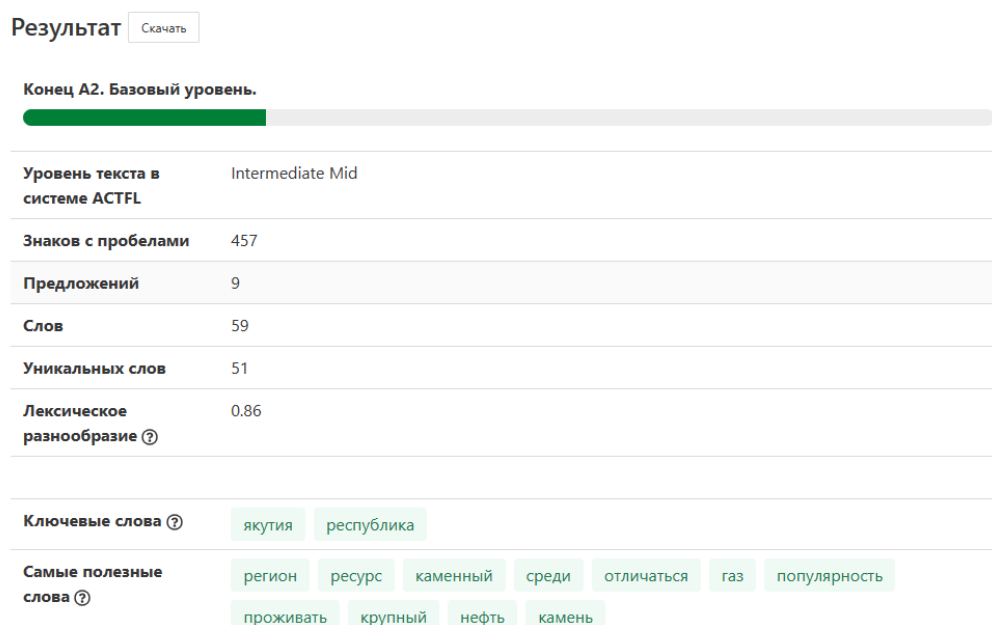 Результат Скачать
Конец А2. Базовый уровень.
Уровень текста в Intermediate Mid
системе ACTFL
Знаков с пробелами 457
Предложений 9
Слов 59
Уникальных слов 51
Лексическое 0.86
разнообразие ?
Ключевые слова ? якутия республика
Самые полезные регион ресурс каменный среди отличаться газ популярность
слова ? проживать крупный нефть камень